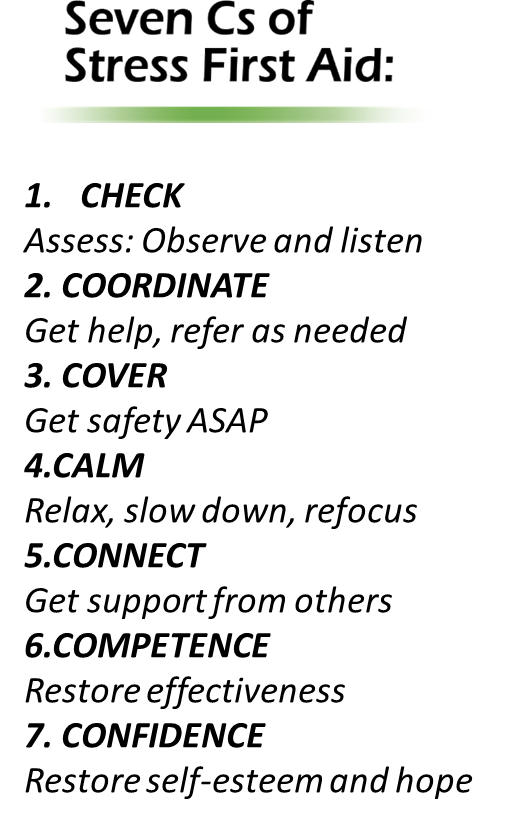 Seven Cs of
Stress First Aid:
1. CHECK
Assess: Observe and listen
2. COORDINATE
Get help, refer as needed
3. COVER
Get safety ASAP
4.CALM
Relax, slow down, refocus
5.CONNECT
Get support from others
6.COMPETENCE
Restore effectiveness
7. CONFIDENCE
Restore self-esteem and hope